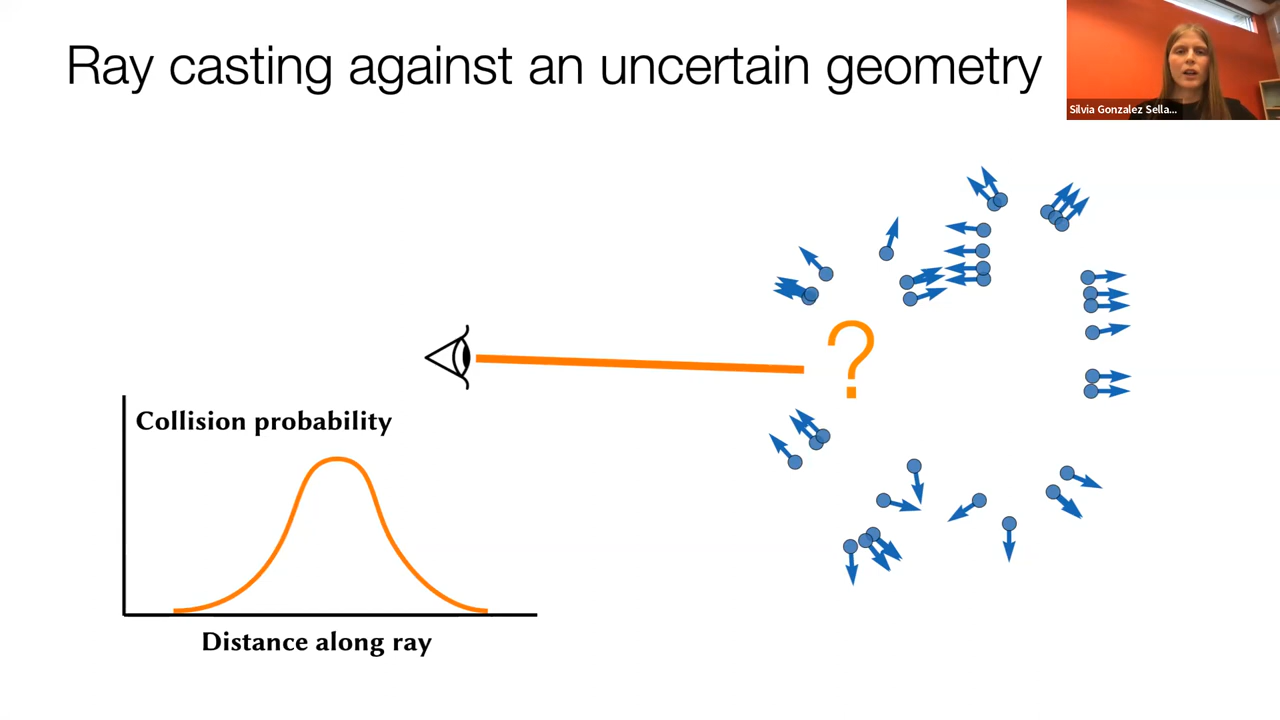 Ray casting against an uncertain geometry
Silvia Gonzalez Sella...
?
Collision probability
Distance along ray